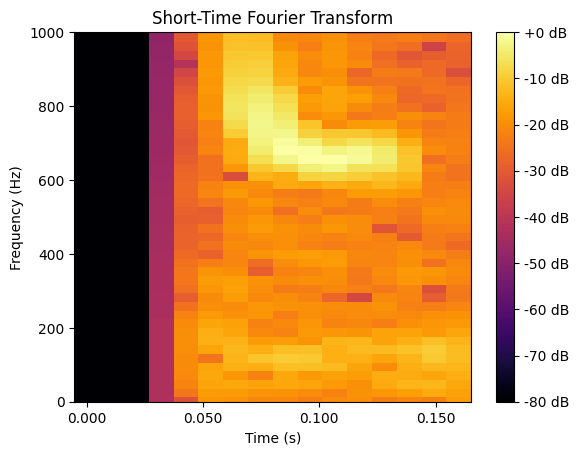 Short-Time Fourier Transform
Frequency (Hz)
1000
800
600
400
200
0
0.000
0.050
0.100
0.150
Time (s)
+0 dB
-10 dB
-20 dB
-30 dB
-40 dB
-50 dB
-60 dB
-70 dB
-80 dB